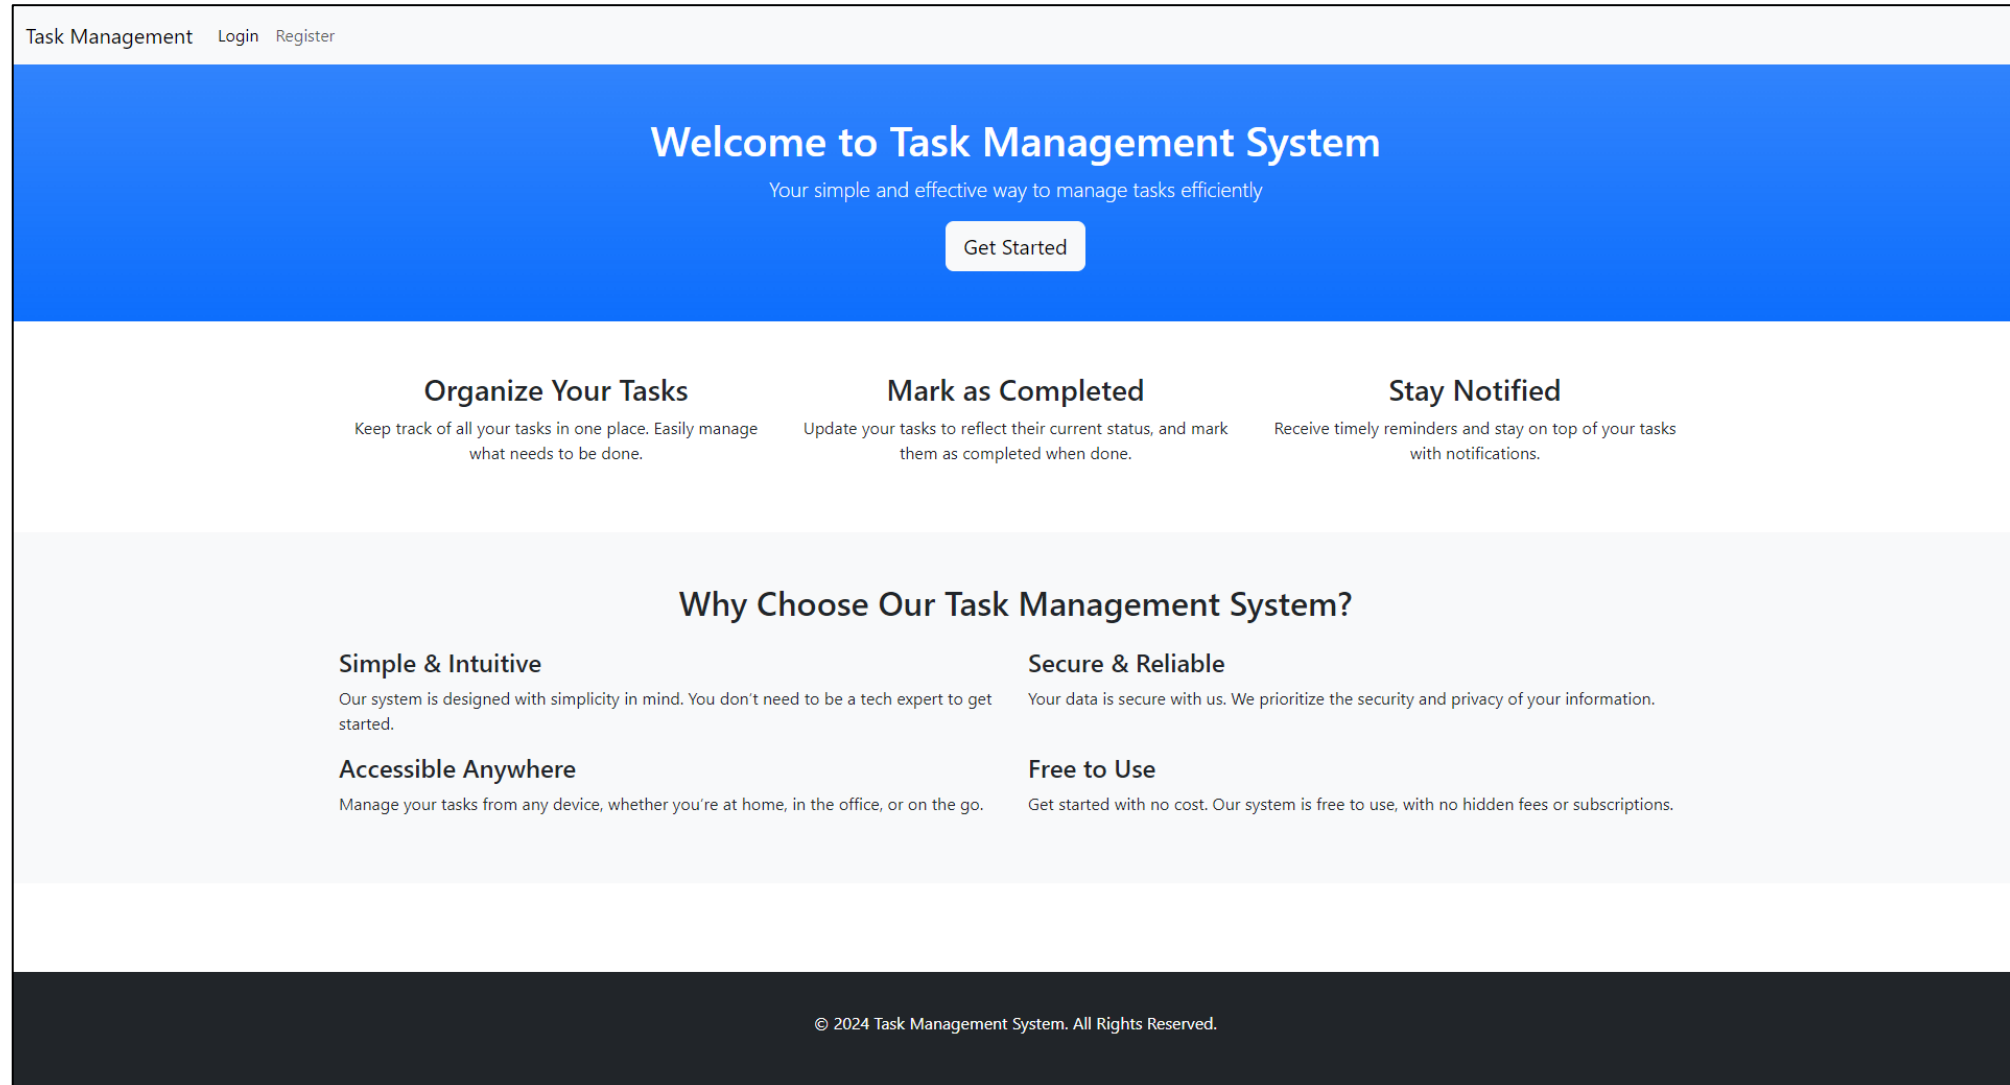 Task Management Login Register
Welcome to Task Management System
Your simple and effective way to manage tasks efficiently
Get Started
Organize Your Tasks
Keep track of all your tasks in one place. Easily manage
what needs to be done.
Mark as Completed
Update your tasks to reflect their current status, and mark
them as completed when done.
Stay Notified
Receive timely reminders and stay on top of your tasks
with notifications.
Why Choose Our Task Management System?
Simple & Intuitive
Our system is designed with simplicity in mind. You don't need to be a tech expert to get
started.
Secure & Reliable
Your data is secure with us. We prioritize the security and privacy of your information.
Accessible Anywhere
Manage your tasks from any device, whether you're at home, in the office, or on the go.
Free to Use
Get started with no cost. Our system is free to use, with no hidden fees or subscriptions.
© 2024 Task Management System. All Rights Reserved.